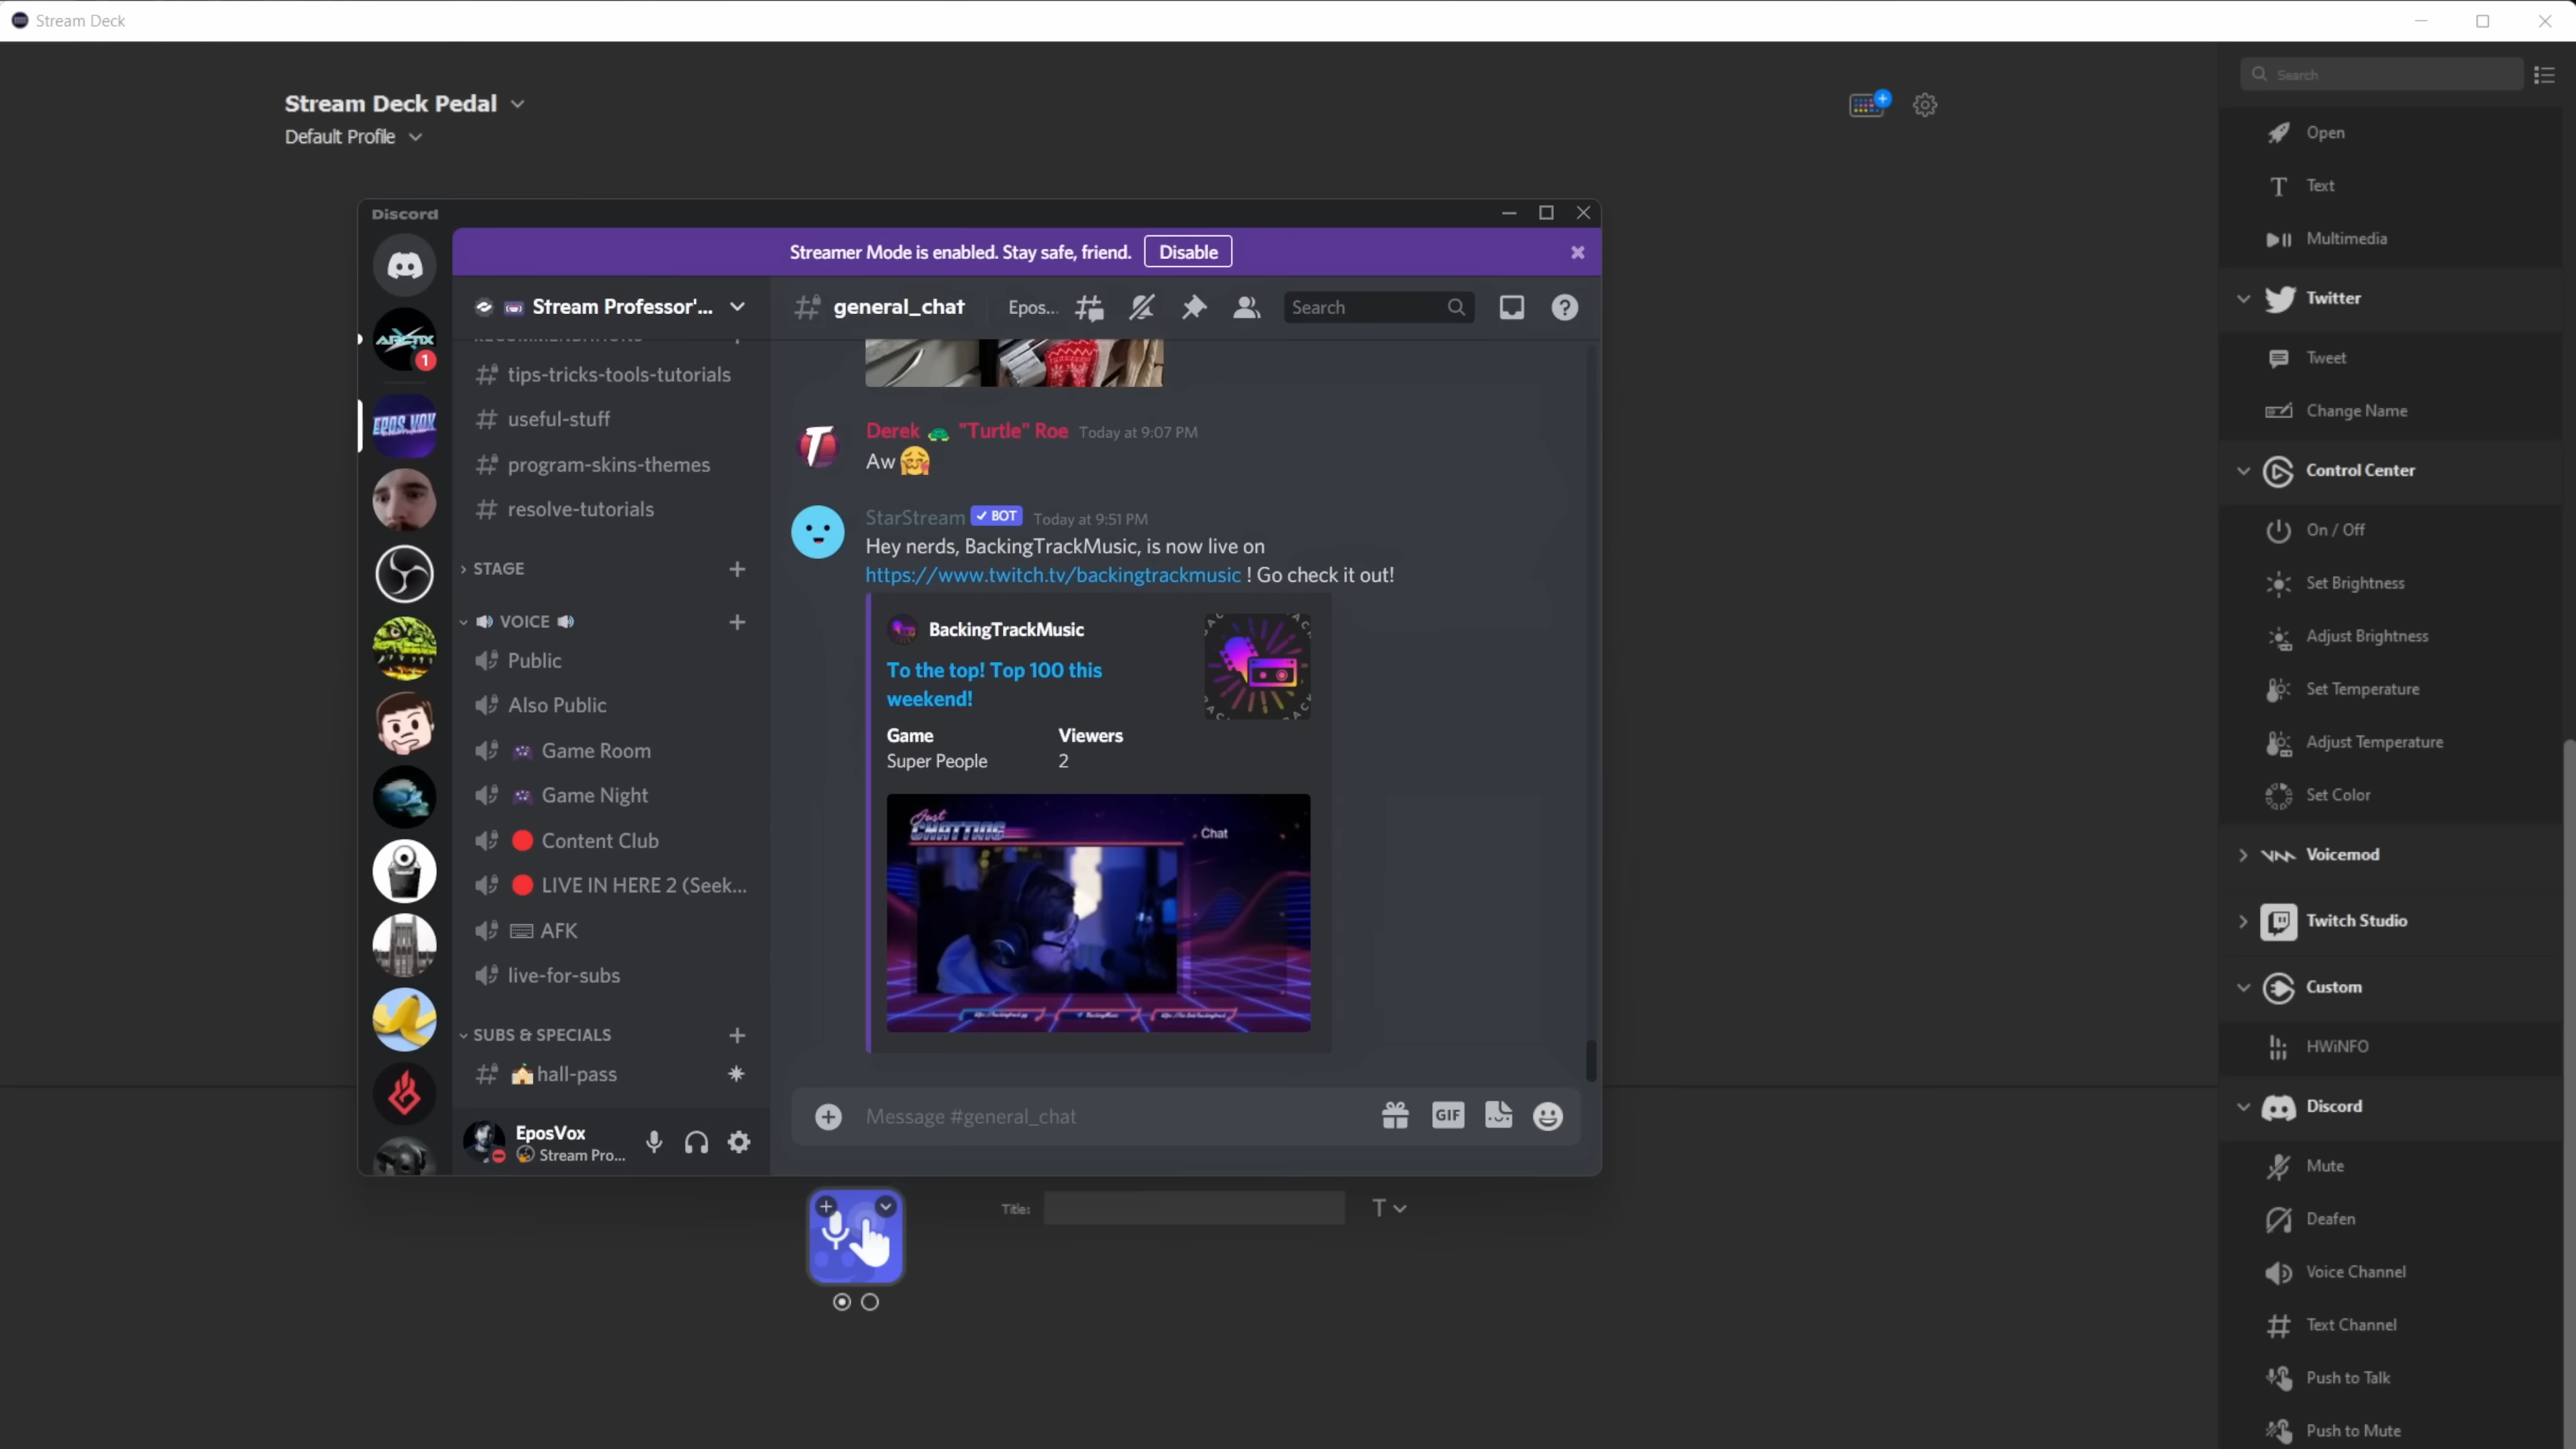 Stream Deck
Stream Deck Pedal
Default Profile
Search
Open
Text
Multimedia
Twitter
Tweet
Change Name
Control Center
On / Off
Set Brightness
Adjust Brightness
Set Temperature
Adjust Temperature
Set Color
Voicemod
Twitch Studio
Custom
HWiNFO
Discord
Mute
Deafen
Voice Channel
Text Channel
Push to Talk
Push to Mute
Discord
Streamer Mode is enabled. Stay safe, friend. Disable
ARCTIX
1
EPOS VOX
Stream Professor'...
RECOMMENDATIONS
tips-tricks-tools-tutorials
useful-stuff
program-skins-themes
resolve-tutorials
STAGE
VOICE
Public
Also Public
Game Room
Game Night
Content Club
LIVE IN HERE 2 (Seek...
AFK
live-for-subs
SUBS & SPECIALS
hall-pass
EposVox
Stream Pro...
general_chat Epos... Search
Derek "Turtle" Roe Today at 9:07 PM
Aw
StarStream BOT Today at 9:51 PM
Hey nerds, BackingTrackMusic, is now live on
https://www.twitch.tv/backingtrackmusic ! Go check it out!
BackingTrackMusic
To the top! Top 100 this
weekend!
Game Viewers
Super People 2
Just
CHATTING
Chat
Message #general_chat
GIF
Title:
T